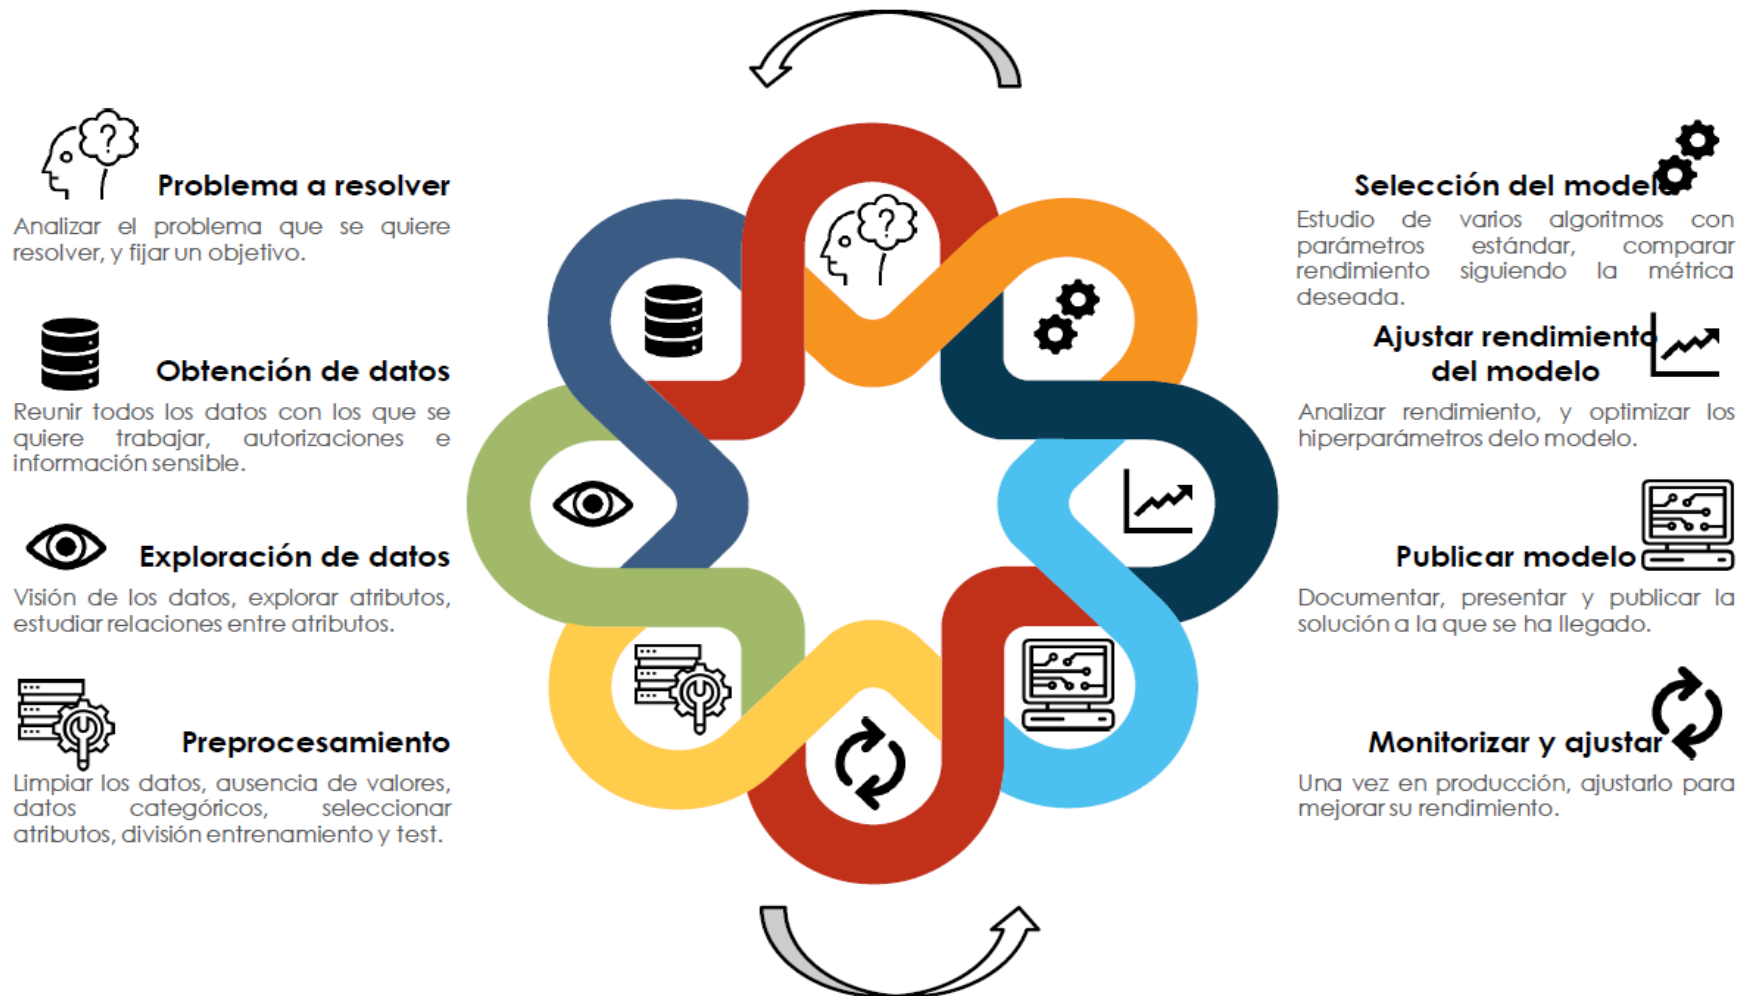 Problema a resolver
Analizar el problema que se quiere
resolver, y fijar un objetivo.
Obtención de datos
Reunir todos los datos con los que se
quiere trabajar, autorizaciones e
información sensible.
Exploración de datos
Visión de los datos, explorar atributos,
estudiar relaciones entre atributos.
Preprocesamiento
Limpiar los datos, ausencia de valores,
datos categóricos, seleccionar
atributos, división entrenamiento y test.
Selección del modelo
Estudio de varios algoritmos con
parámetros estándar, comparar
rendimiento siguiendo la métrica
deseada.
Ajustar rendimiento
del modelo
Analizar rendimiento, y optimizar los
hiperparámetros delo modelo.
Publicar modelo
Documentar, presentar y publicar la
solución a la que se ha llegado.
Monitorizar y ajustar
Una vez en producción, ajustarlo para
mejorar su rendimiento.